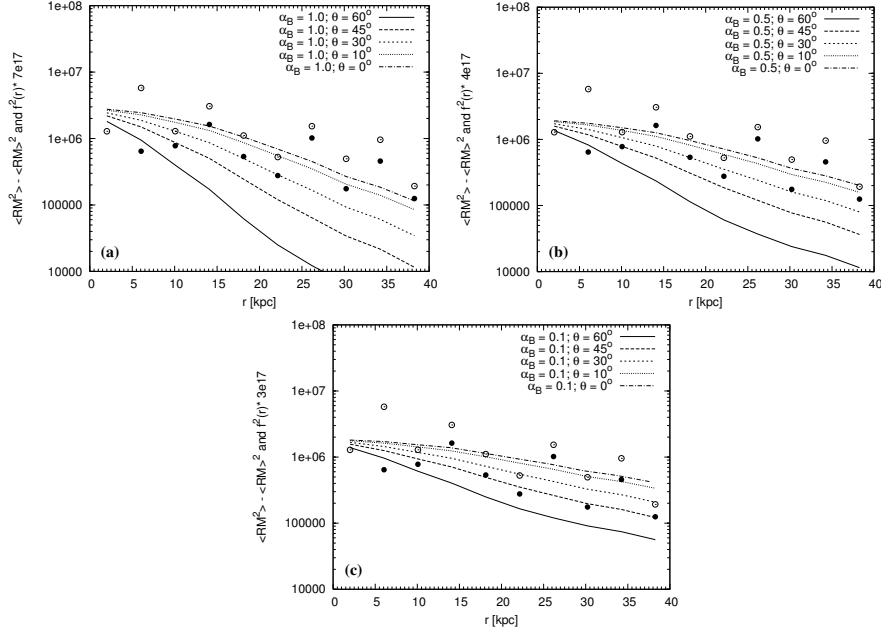 <RM²> - <RM>² and f²(r)* 7e17
1e+08
1e+07
1e+06
100000
10000
α_B = 1.0; θ = 60°
α_B = 1.0; θ = 45°
α_B = 1.0; θ = 30°
α_B = 1.0; θ = 10°
α_B = 1.0; θ = 0°
(a)
0 5 10 15 20 25 30 35 40
r [kpc]
<RM²> - <RM>² and f²(r)* 4e17
1e+08
1e+07
1e+06
100000
10000
α_B = 0.5; θ = 60°
α_B = 0.5; θ = 45°
α_B = 0.5; θ = 30°
α_B = 0.5; θ = 10°
α_B = 0.5; θ = 0°
(b)
0 5 10 15 20 25 30 35 40
r [kpc]
<RM²> - <RM>² and f²(r)* 3e17
1e+08
1e+07
1e+06
100000
10000
α_B = 0.1; θ = 60°
α_B = 0.1; θ = 45°
α_B = 0.1; θ = 30°
α_B = 0.1; θ = 10°
α_B = 0.1; θ = 0°
(c)
0 5 10 15 20 25 30 35 40
r [kpc]